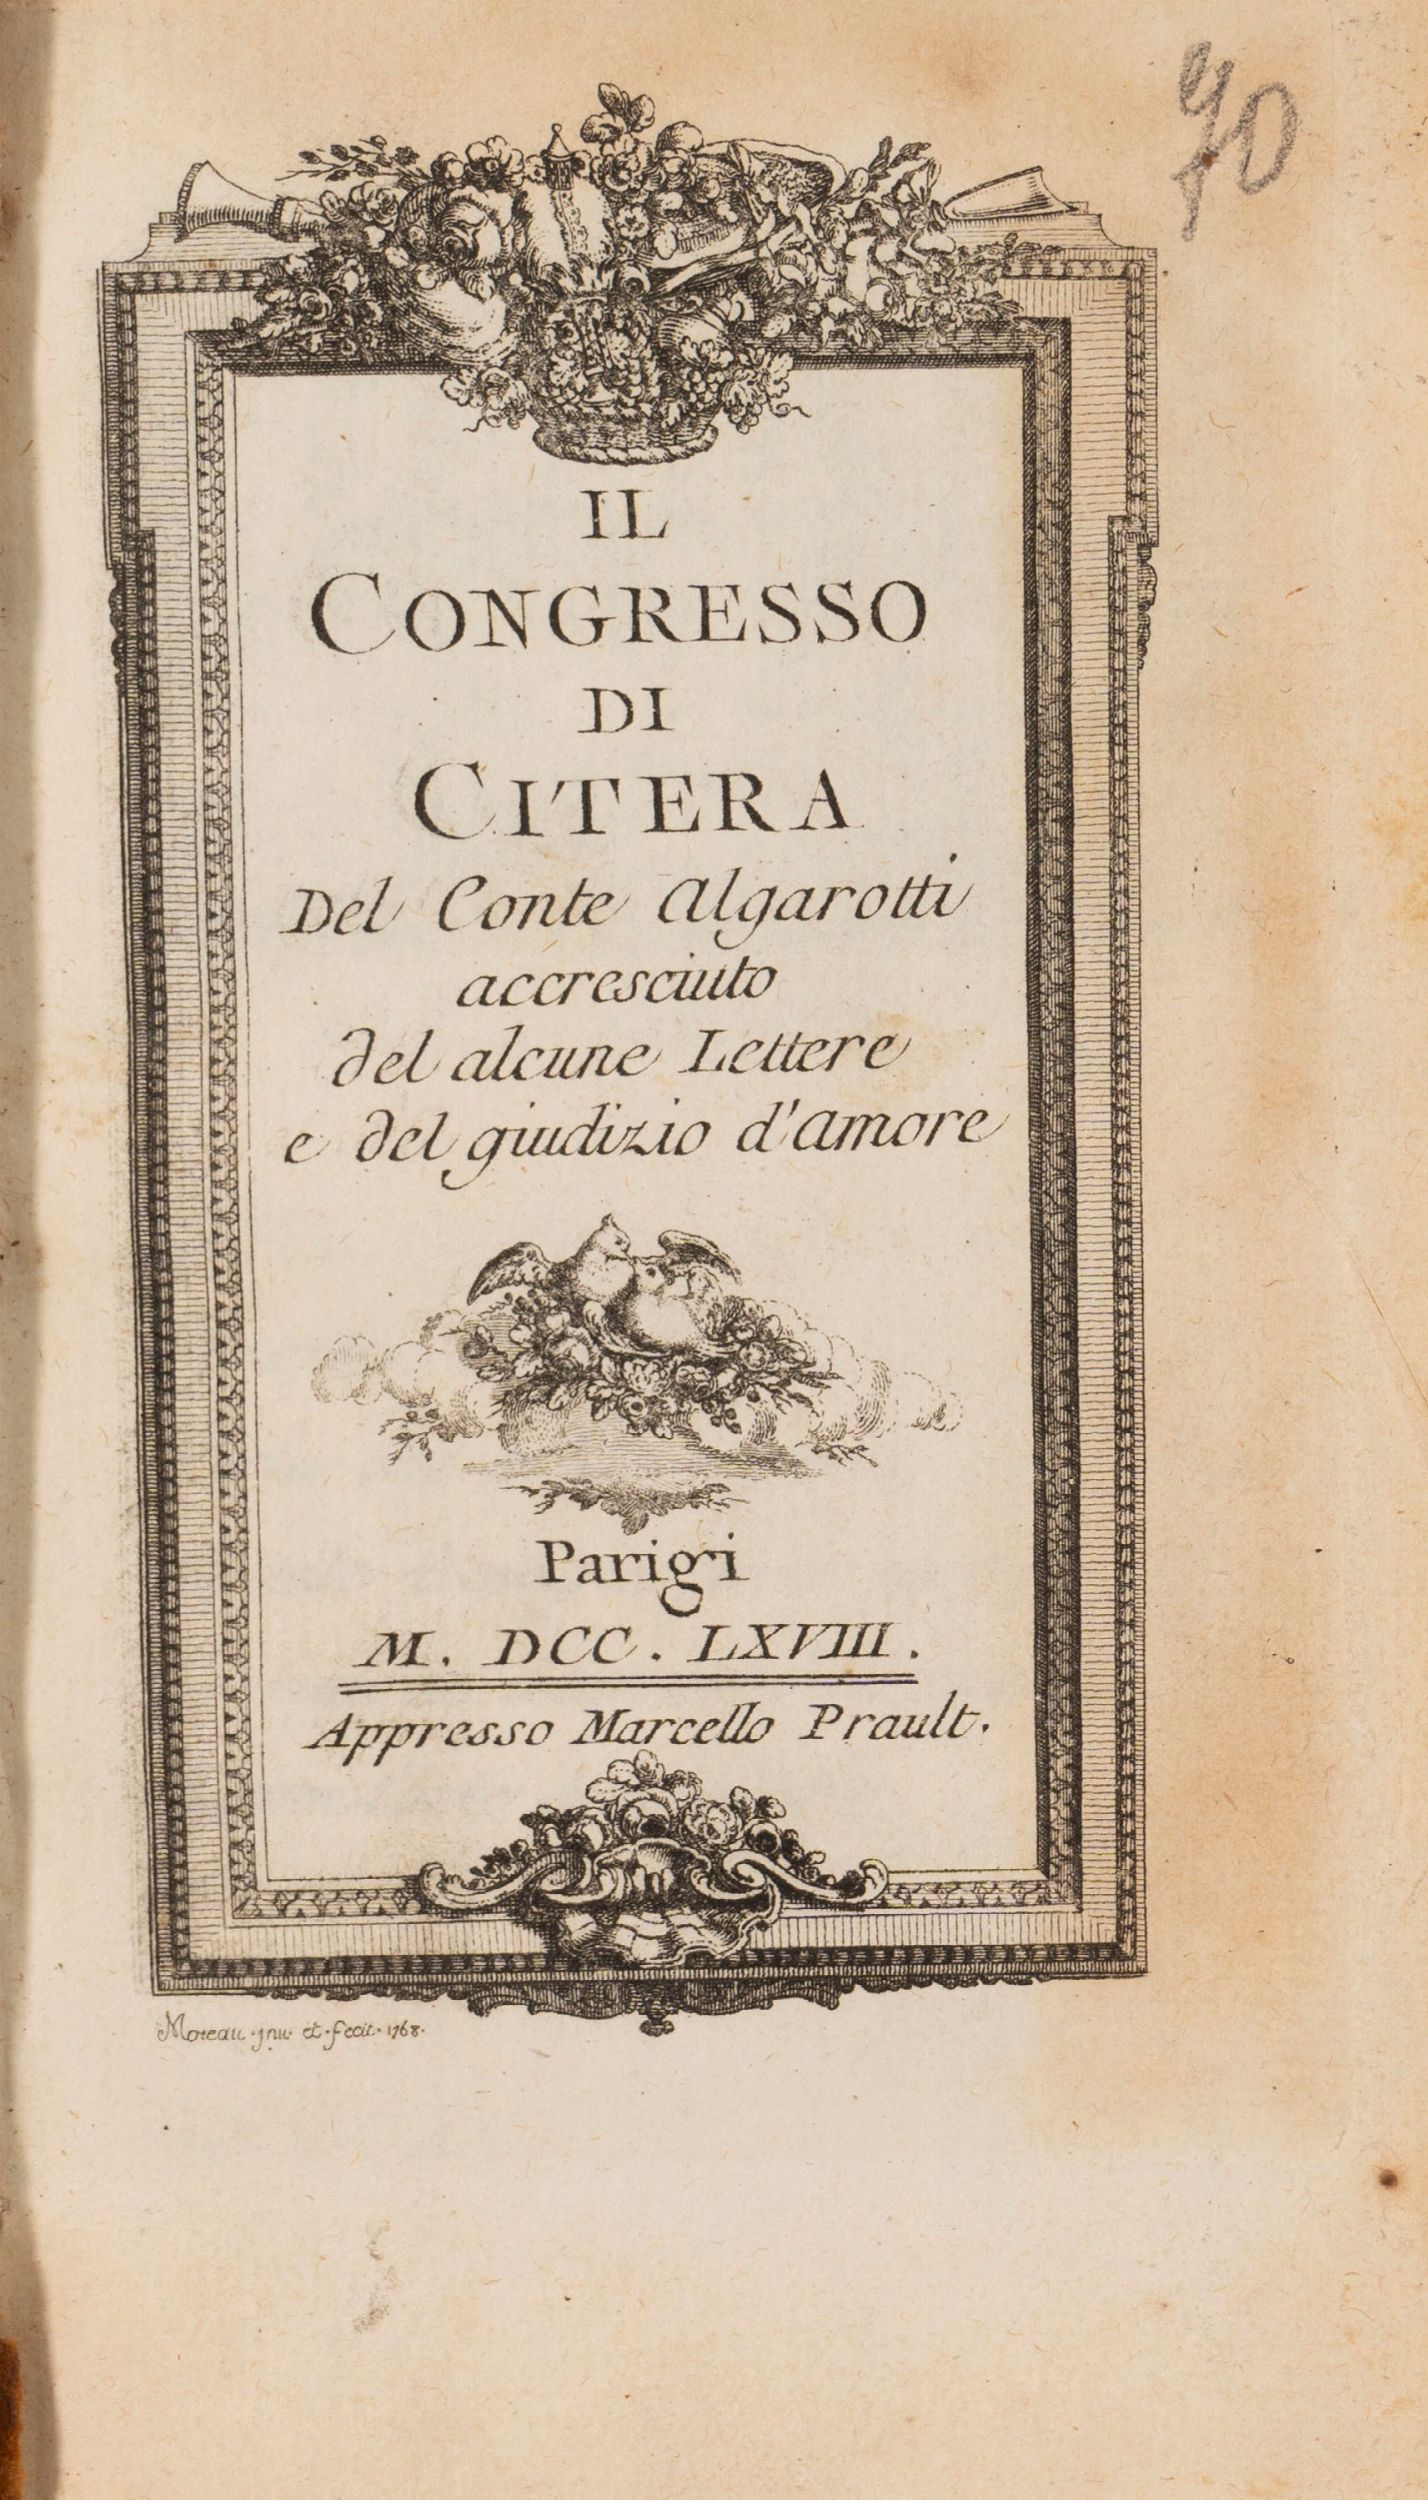 70
IL
CONGRESSO
DI
CITERA
Del Conte Algarotti
accresciuto
del alcune Lettere
e del giudizio d'amore
Parigi
M. DCC. LXVIII.
Appresso Marcello Prault.
Moreau inv. et fecit. 1768.